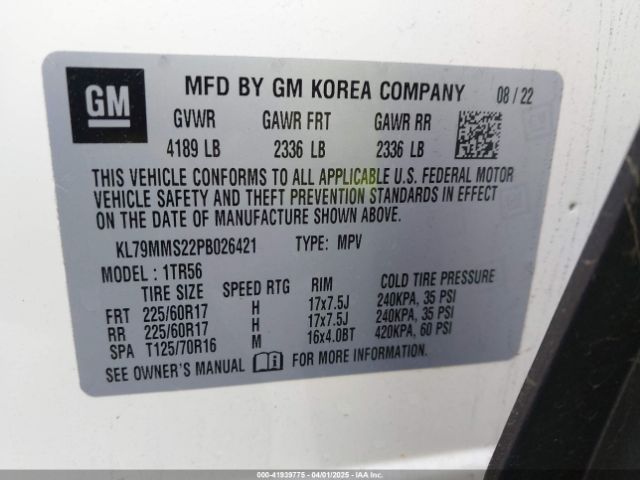 GM
MFD BY GM KOREA COMPANY 08 / 22
GVWR GAWR FRT GAWR RR
4189 LB 2336 LB 2336 LB
THIS VEHICLE CONFORMS TO ALL APPLICABLE U.S. FEDERAL MOTOR
VEHICLE SAFETY AND THEFT PREVENTION STANDARDS IN EFFECT
ON THE DATE OF MANUFACTURE SHOWN ABOVE.
KL79MMS22PB026421 TYPE: MPV
MODEL : 1TR56
TIRE SIZE SPEED RTG RIM COLD TIRE PRESSURE
FRT 225/60R17 H 17x7.5J 240KPA, 35 PSI
RR 225/60R17 H 17x7.5J 240KPA, 35 PSI
SPA T125/70R16 M 16x4.0BT 420KPA, 60 PSI
SEE OWNER'S MANUAL FOR MORE INFORMATION.
000-41939775 - 04/01/2025 - IAA, Inc. Copyright